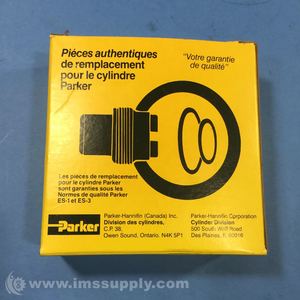 Pièces authentiques
de remplacement
pour le cylindre
Parker
"Votre garantie
de qualité"
Les pièces de remplacement
pour le cylindre Parker
sont garanties sous les
Normes de qualité Parker
ES-1 et ES-3
Parker
Parker-Hannifin (Canada) Inc.
Division des cylindres,
C.P. 38,
Owen Sound, Ontario. N4K 5P1
Parker-Hannifin Corporation
Cylinder Division
500 South Wolf Road
Des Plaines, Il. 60016
© www.imssupply.com